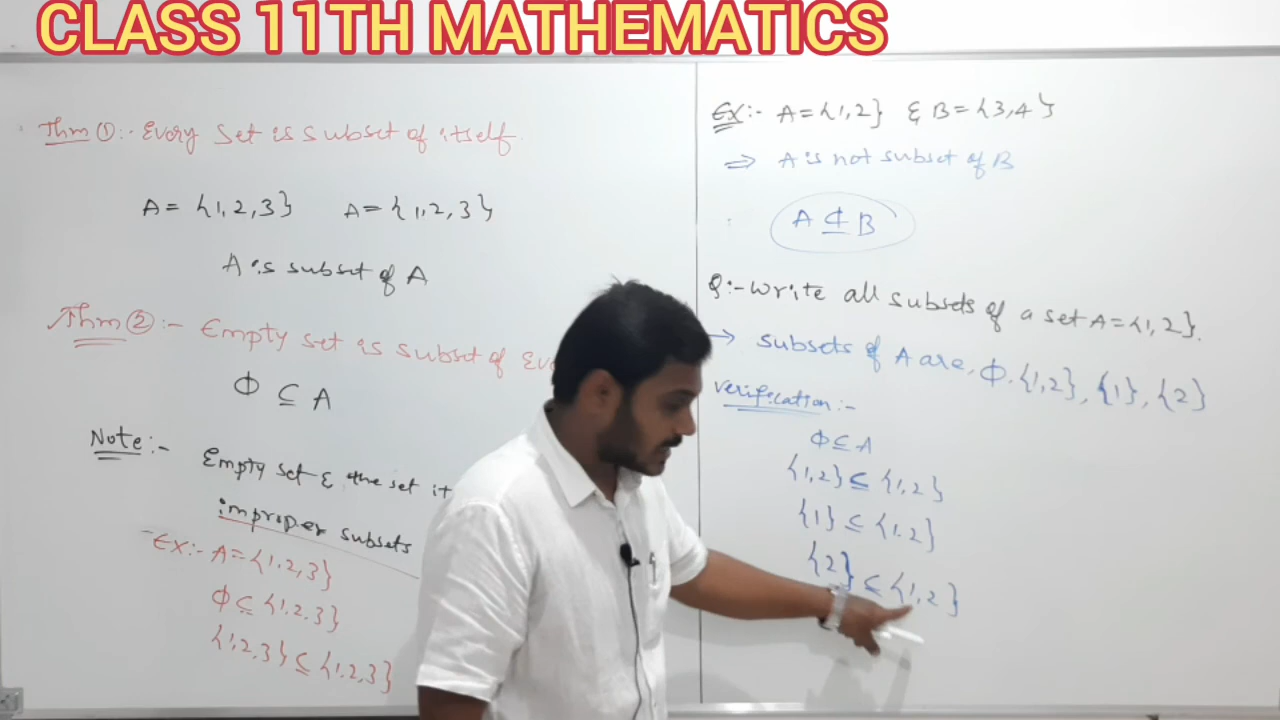 CLASS 11TH MATHEMATICS
Thm ①:- Every set is subset of itself.
A = {1,2,3} A = {1,2,3}
A is subset of A
Thm ②:- Empty set is subset of
Φ ⊆ A
Note:- Empty set & the set
improper subsets
Ex:- A = {1,2,3}
Φ ⊆ {1,2,3}
{1,2,3} ⊆ {1,2,3}
Ex:- A = {1,2} & B = {3,4}
⇒ A is not subset of B
A ⊈ B
Q:- Write all subsets of a set A = {1,2}.
→ subsets of A are, Φ, {1,2}, {1}, {2}
verification:-
Φ ⊆ A
{1,2} ⊆ {1,2}
{1} ⊆ {1,2}
{2} ⊆ {1,2}